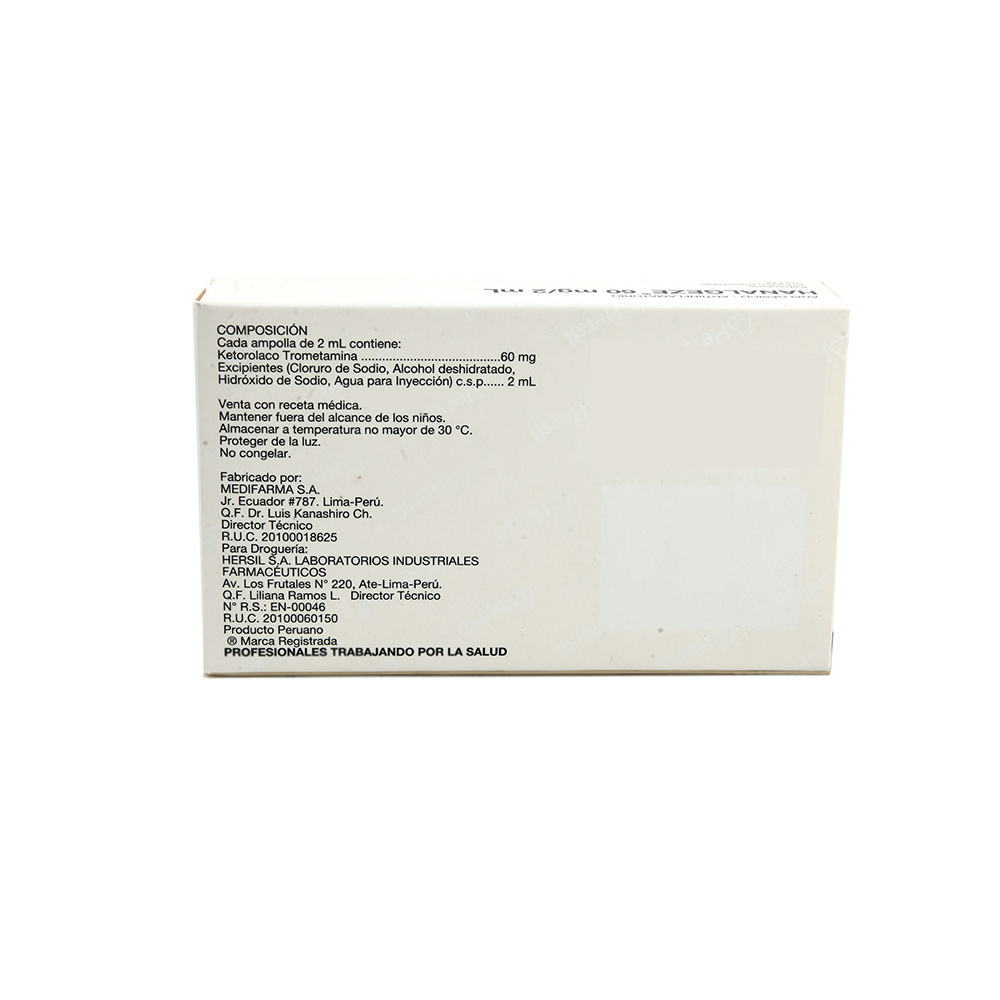 HANALGEZE® 60 mg/2 mL
ANALGÉSICO - ANTIINFLAMATORIO
COMPOSICIÓN
Cada ampolla de 2 mL contiene:
Ketorolaco Trometamina ........................................60 mg
Excipientes (Cloruro de Sodio, Alcohol deshidratado,
Hidróxido de Sodio, Agua para Inyección) c.s.p...... 2 mL
Venta con receta médica.
Mantener fuera del alcance de los niños.
Almacenar a temperatura no mayor de 30 °C.
Proteger de la luz.
No congelar.
Fabricado por:
MEDIFARMA S.A.
Jr. Ecuador #787. Lima-Perú.
Q.F. Dr. Luis Kanashiro Ch.
Director Técnico
R.U.C. 20100018625
Para Droguería:
HERSIL S.A. LABORATORIOS INDUSTRIALES
FARMACÉUTICOS
Av. Los Frutales N° 220, Ate-Lima-Perú.
Q.F. Liliana Ramos L. Director Técnico
N° R.S.: EN-00046
R.U.C. 20100060150
Producto Peruano
® Marca Registrada
PROFESIONALES TRABAJANDO POR LA SALUD